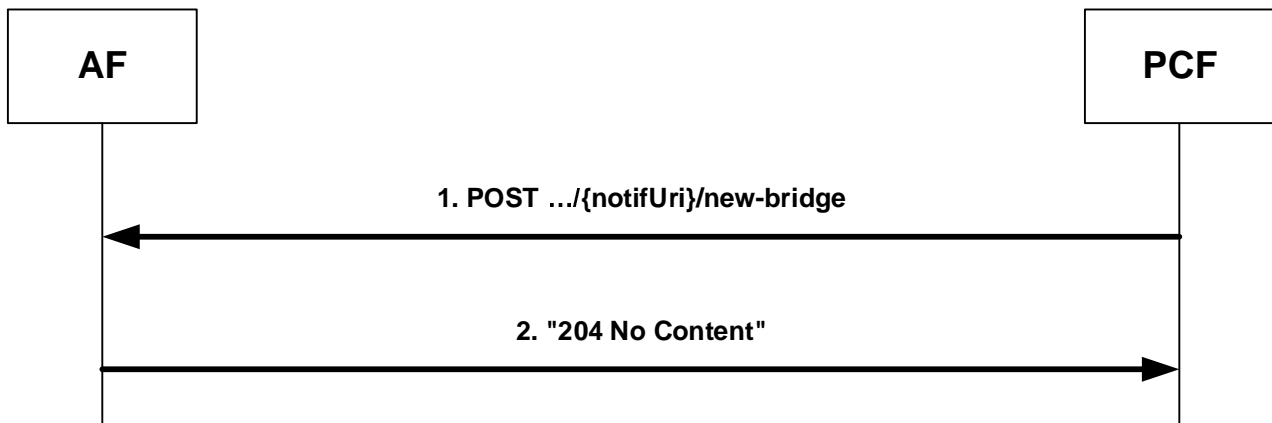 AF
PCF
1. POST …/{notifUri}/new-bridge
2. "204 No Content"